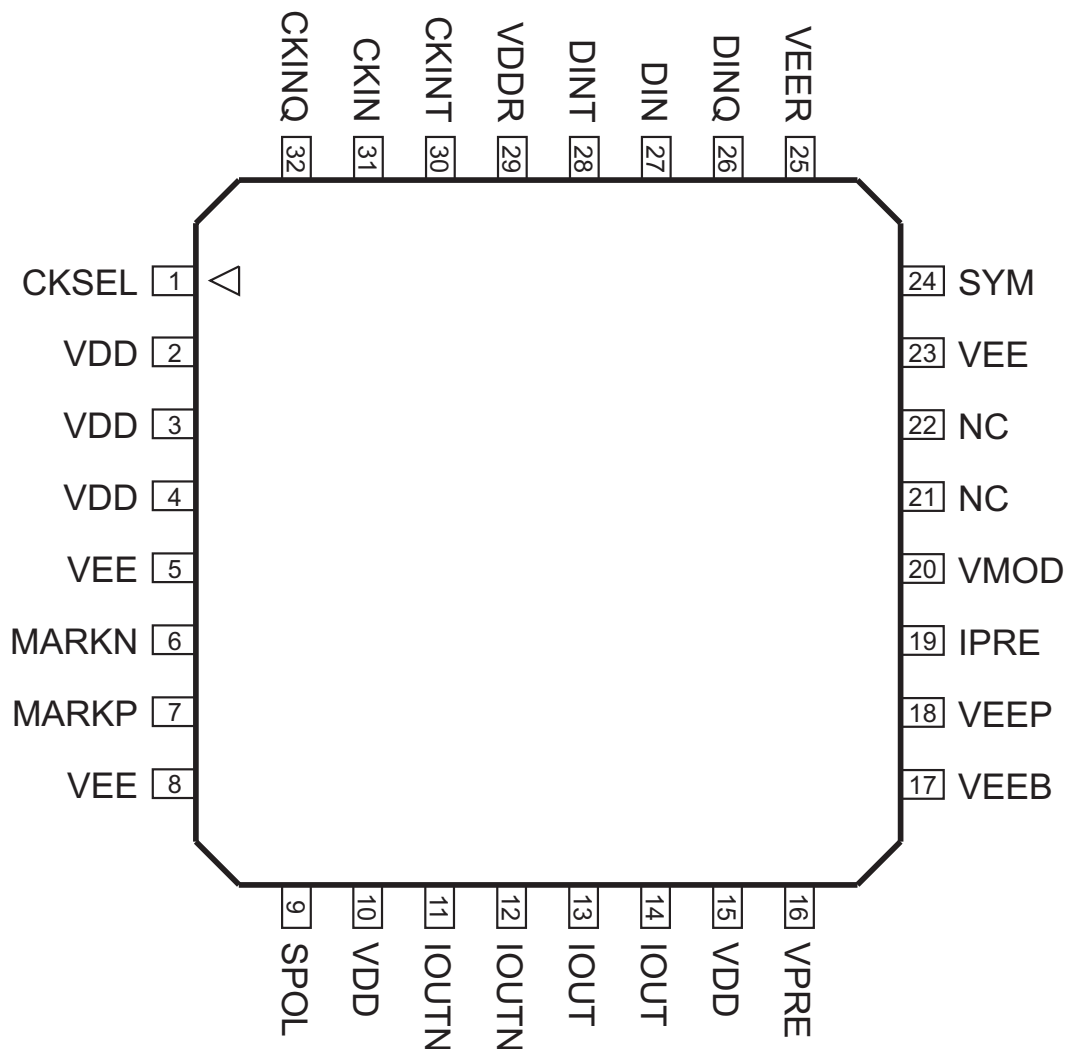 CKINQ CKIN CKINT VDDR DINT DIN DINQ VEER
32 31 30 29 28 27 26 25
CKSEL 1 24 SYM
VDD 2 23 VEE
VDD 3 22 NC
VDD 4 21 NC
VEE 5 20 VMOD
MARKN 6 19 IPRE
MARKP 7 18 VEEP
VEE 8 17 VEEB
9 10 11 12 13 14 15 16
SPOL VDD IOUTN IOUTN IOUT IOUT VDD VPRE